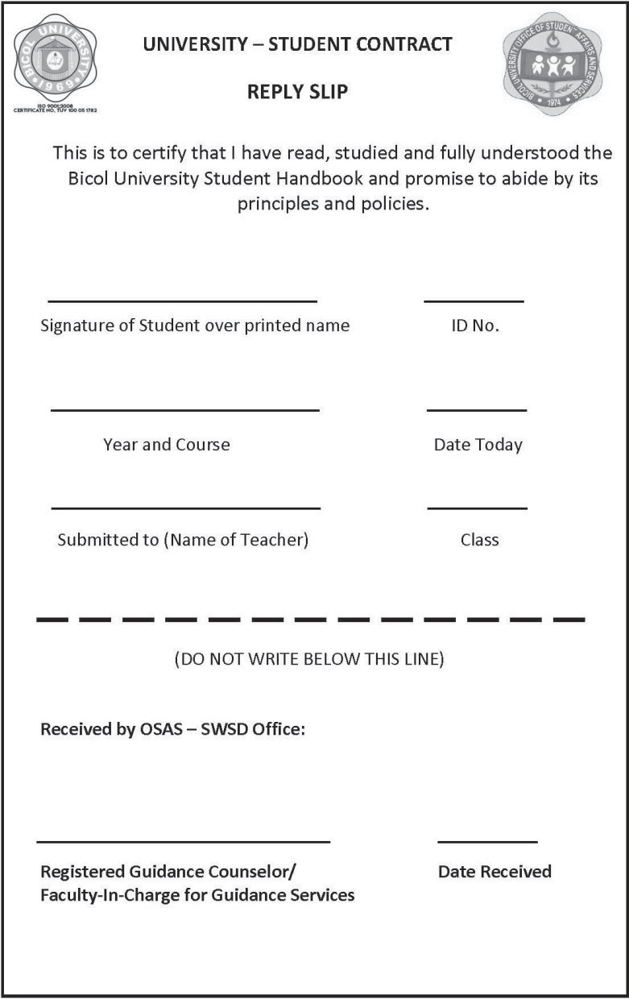 BICOL UNIVERSITY
1969
ISO 9001:2008
CERTIFICATE NO. TUV 100 05 1782
UNIVERSITY – STUDENT CONTRACT
REPLY SLIP
BICOL UNIVERSITY OFFICE OF STUDENT AFFAIRS AND SERVICES
1974
This is to certify that I have read, studied and fully understood the
Bicol University Student Handbook and promise to abide by its
principles and policies.
Signature of Student over printed name
ID No.
Year and Course
Date Today
Submitted to (Name of Teacher)
Class
(DO NOT WRITE BELOW THIS LINE)
Received by OSAS – SWSD Office:
Registered Guidance Counselor/
Faculty-In-Charge for Guidance Services
Date Received